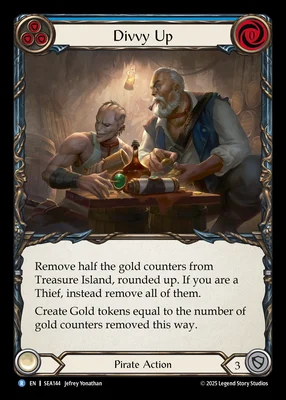 Divvy Up
Remove half the gold counters from
Treasure Island, rounded up. If you are a
Thief, instead remove all of them.
Create Gold tokens equal to the number of
gold counters removed this way.
Pirate Action
3
EN SEA144 Jefrey Yonathan
© 2025 Legend Story Studios